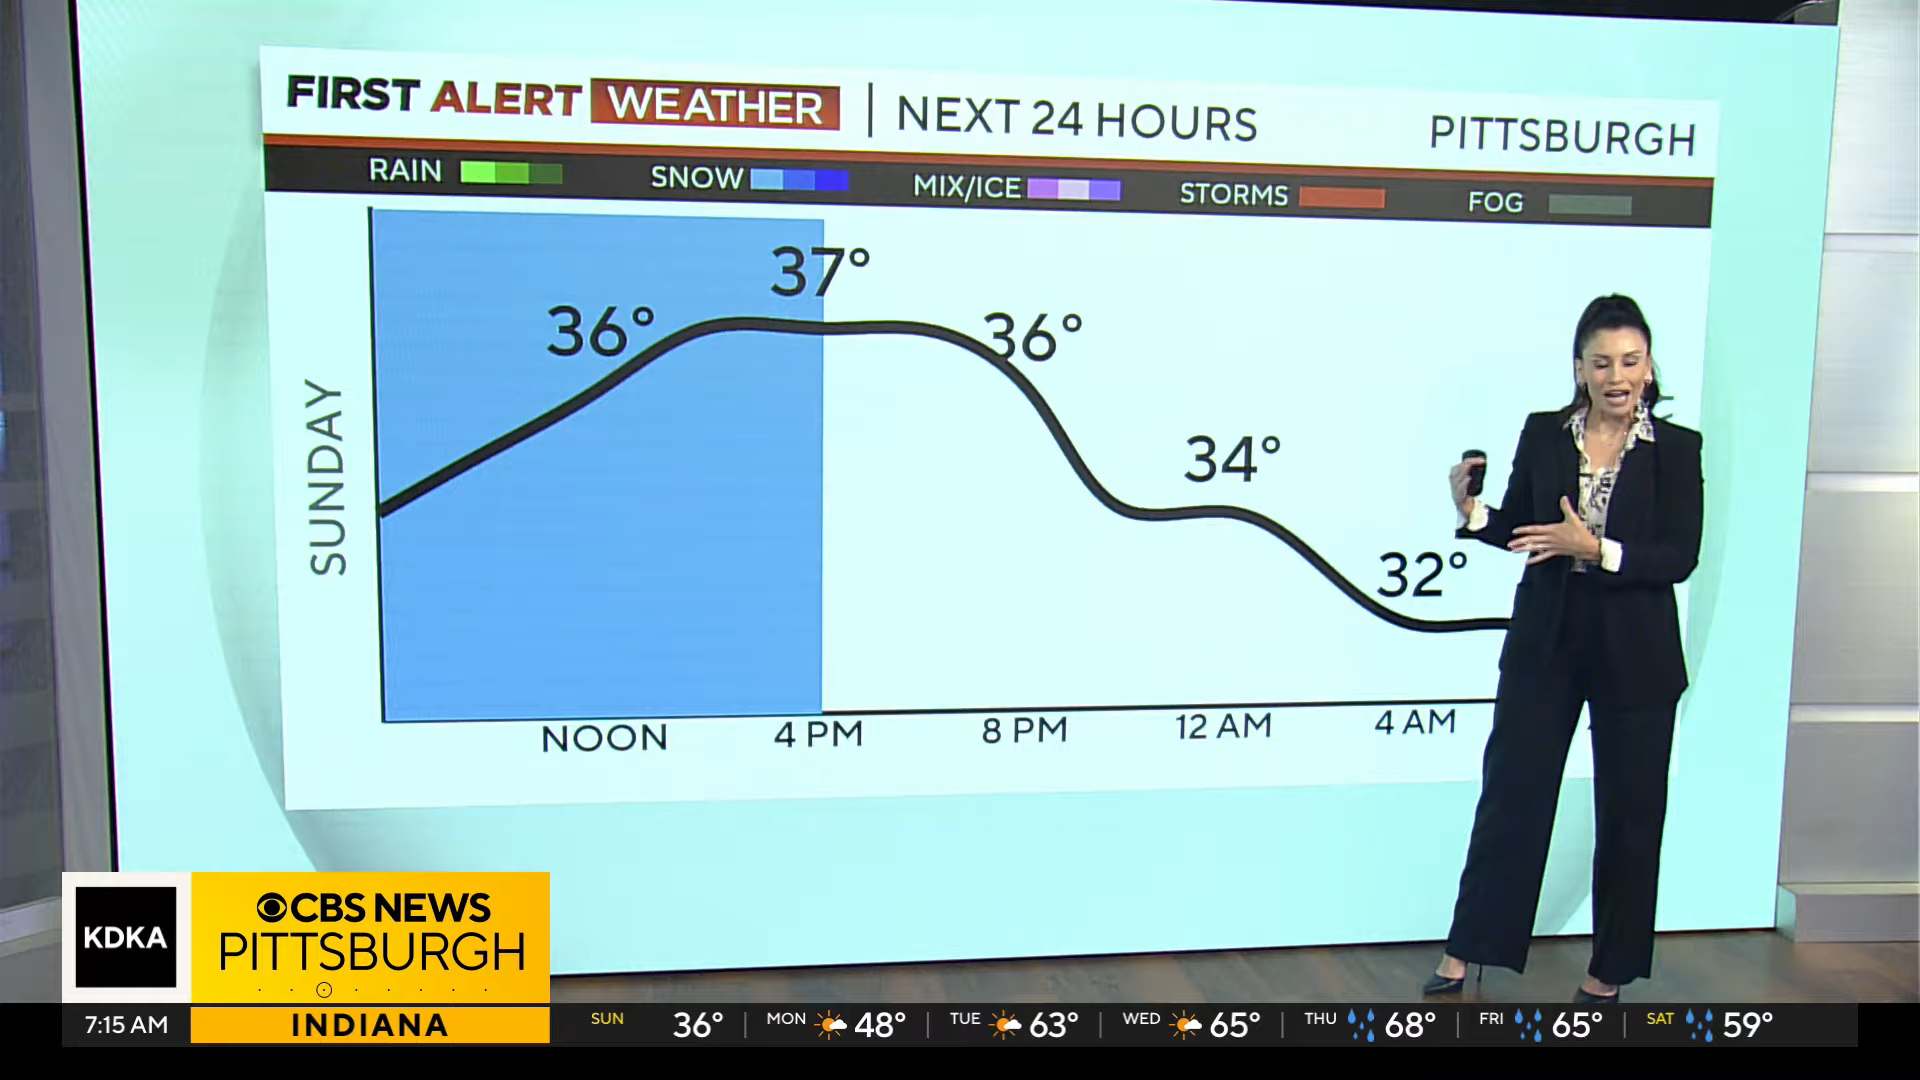 FIRST ALERT WEATHER | NEXT 24 HOURS
PITTSBURGH
RAIN SNOW MIX/ICE STORMS FOG
SUNDAY
36° 37° 36° 34° 32°
NOON 4 PM 8 PM 12 AM 4 AM
KDKA
CBS NEWS
PITTSBURGH
7:15 AM
INDIANA
SUN 36° | MON 48° | TUE 63° | WED 65° | THU 68° | FRI 65° | SAT 59°